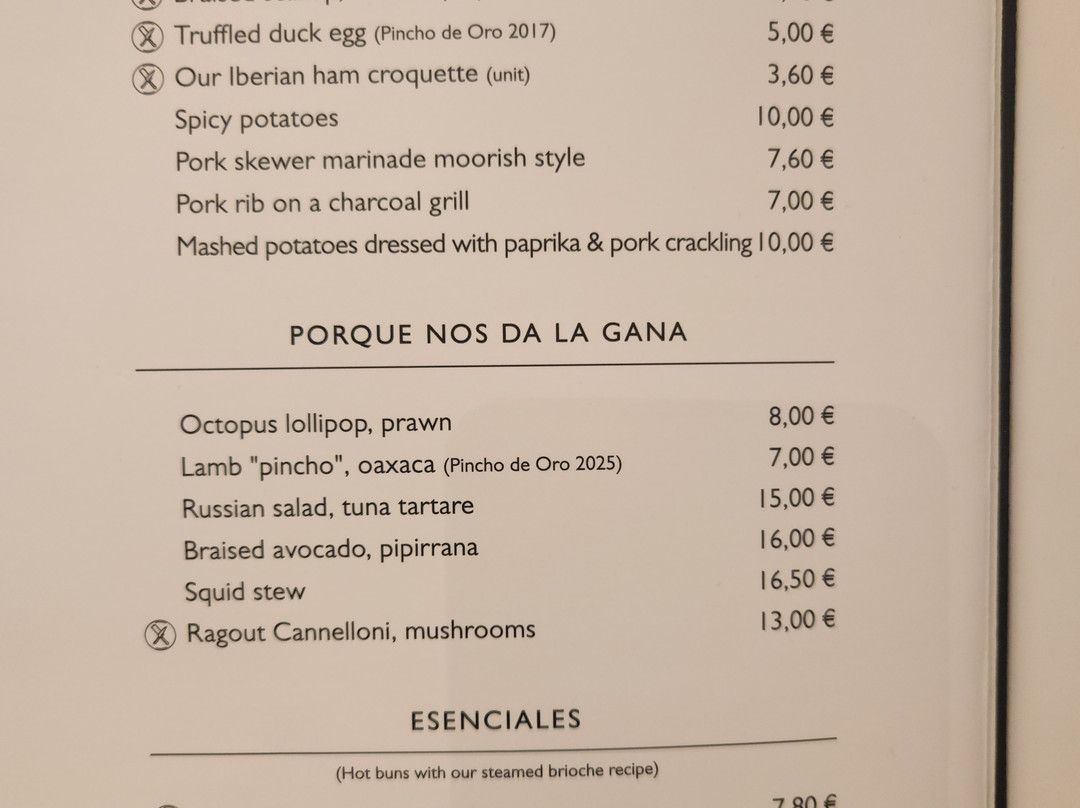 Truffled duck egg (Pincho de Oro 2017) 5,00 €
Our Iberian ham croquette (unit) 3,60 €
Spicy potatoes 10,00 €
Pork skewer marinade moorish style 7,60 €
Pork rib on a charcoal grill 7,00 €
Mashed potatoes dressed with paprika & pork crackling 10,00 €
PORQUE NOS DA LA GANA
Octopus lollipop, prawn 8,00 €
Lamb "pincho", oaxaca (Pincho de Oro 2025) 7,00 €
Russian salad, tuna tartare 15,00 €
Braised avocado, pipirrana 16,00 €
Squid stew 16,50 €
Ragout Cannelloni, mushrooms 13,00 €
ESENCIALES
(Hot buns with our steamed brioche recipe)
7,80 €